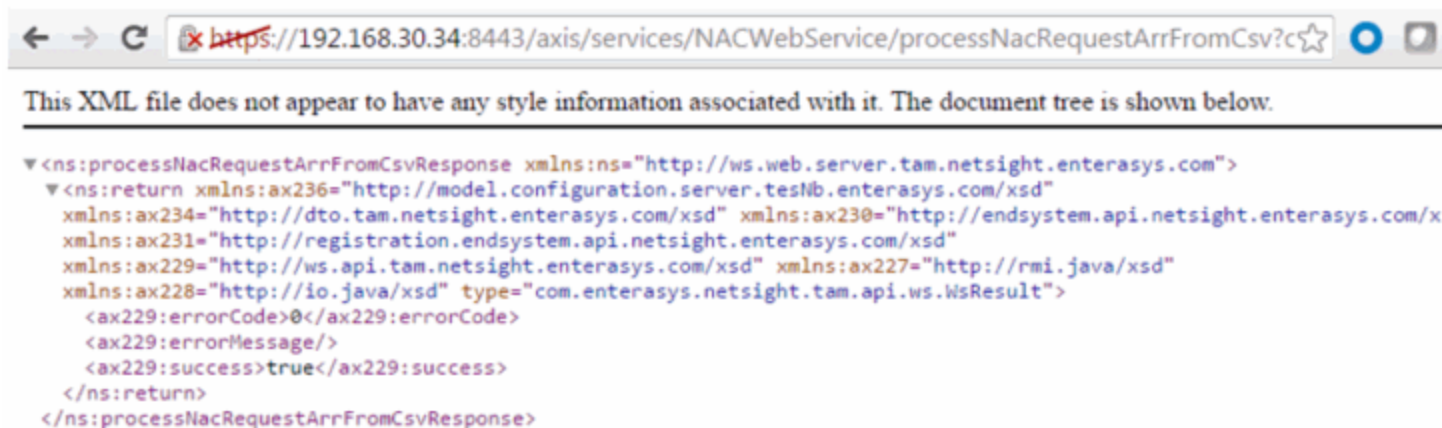 https://192.168.30.34:8443/axis/services/NACWebService/processNacRequestArrFromCsv?c
This XML file does not appear to have any style information associated with it. The document tree is shown below.
▼<ns:processNacRequestArrFromCsvResponse xmlns:ns="http://ws.web.server.tam.netsight.enterasys.com">
▼<ns:return xmlns:ax236="http://model.configuration.server.tesNb.enterasys.com/xsd"
xmlns:ax234="http://dto.tam.netsight.enterasys.com/xsd" xmlns:ax230="http://endsystem.api.netsight.enterasys.com/x
xmlns:ax231="http://registration.endsystem.api.netsight.enterasys.com/xsd"
xmlns:ax229="http://ws.api.tam.netsight.enterasys.com/xsd" xmlns:ax227="http://rmi.java/xsd"
xmlns:ax228="http://io.java/xsd" type="com.enterasys.netsight.tam.api.ws.WsResult">
<ax229:errorCode>0</ax229:errorCode>
<ax229:errorMessage/>
<ax229:success>true</ax229:success>
</ns:return>
</ns:processNacRequestArrFromCsvResponse>